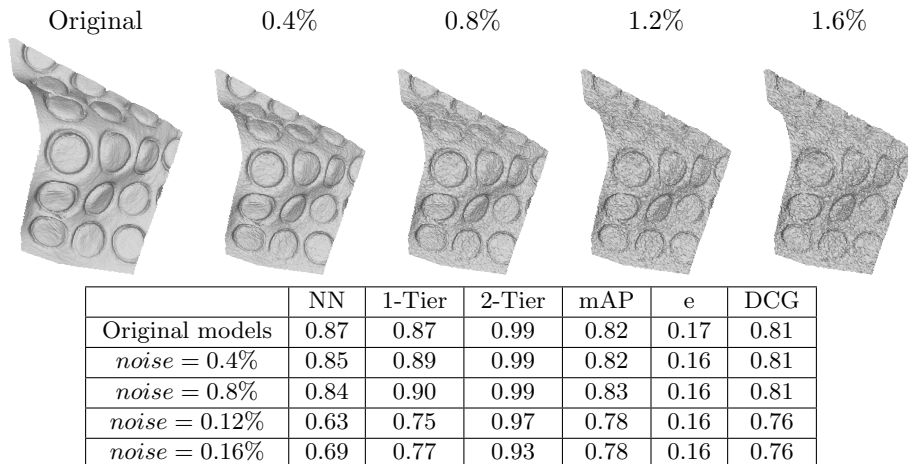 Original 0.4% 0.8% 1.2% 1.6%
NN 1-Tier 2-Tier mAP e DCG
Original models 0.87 0.87 0.99 0.82 0.17 0.81
noise = 0.4% 0.85 0.89 0.99 0.82 0.16 0.81
noise = 0.8% 0.84 0.90 0.99 0.83 0.16 0.81
noise = 0.12% 0.63 0.75 0.97 0.78 0.16 0.76
noise = 0.16% 0.69 0.77 0.93 0.78 0.16 0.76